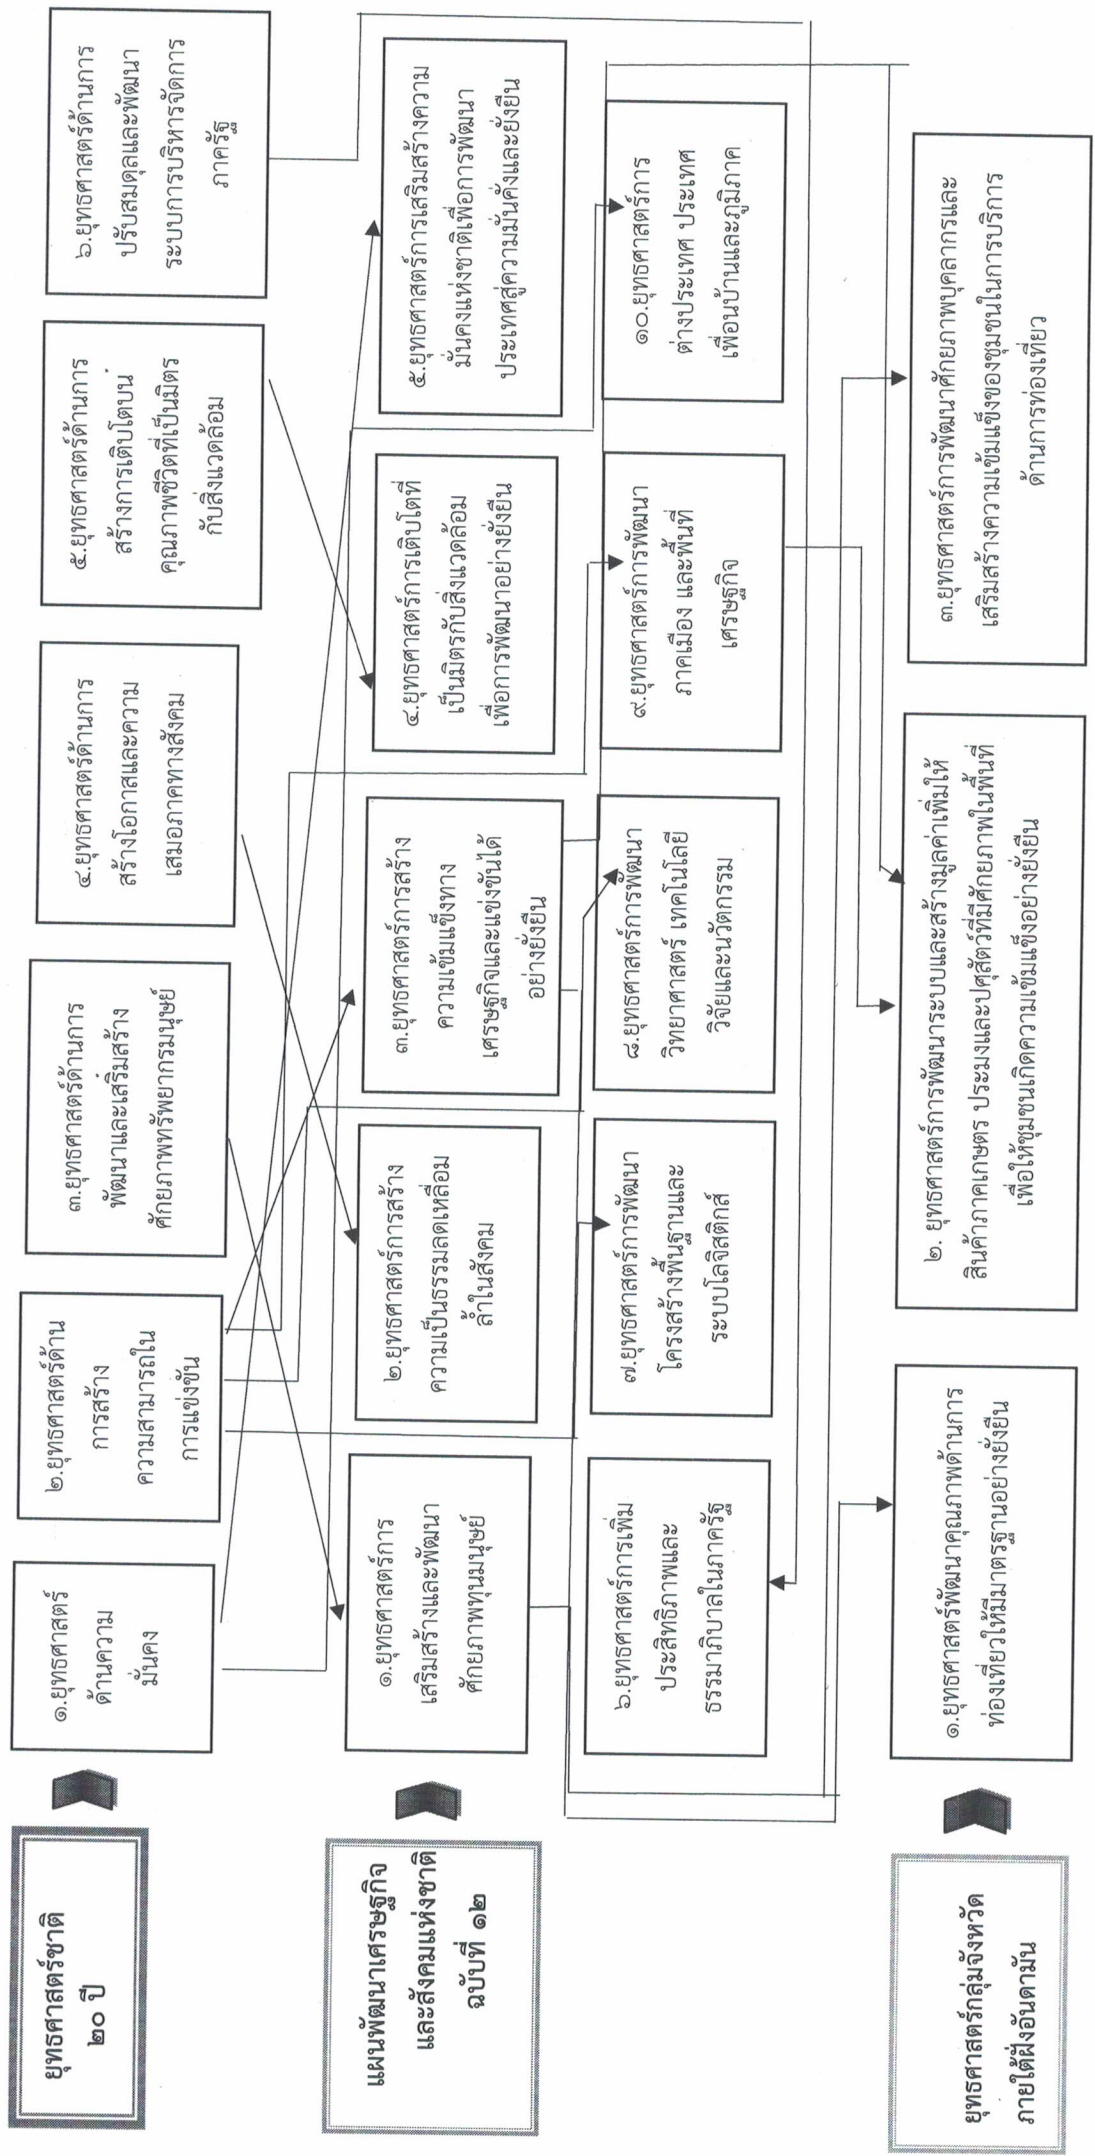 ยุทธศาสตร์ชาติ
๒๐ ปี
๑.ยุทธศาสตร์
ด้านความ
มั่นคง
๒.ยุทธศาสตร์ด้าน
การสร้าง
ความสามารถใน
การแข่งขัน
๓.ยุทธศาสตร์ด้านการ
พัฒนาและเสริมสร้าง
ศักยภาพทรัพยากรมนุษย์
๔.ยุทธศาสตร์ด้านการ
สร้างโอกาสและความ
เสมอภาคทางสังคม
๕.ยุทธศาสตร์ด้านการ
สร้างการเติบโตบน
คุณภาพชีวิตที่เป็นมิตร
กับสิ่งแวดล้อม
๖.ยุทธศาสตร์ด้านการ
ปรับสมดุลและพัฒนา
ระบบการบริหารจัดการ
ภาครัฐ
แผนพัฒนาเศรษฐกิจ
และสังคมแห่งชาติ
ฉบับที่ ๑๒
๑.ยุทธศาสตร์การ
เสริมสร้างและพัฒนา
ศักยภาพทุนมนุษย์
๒.ยุทธศาสตร์การสร้าง
ความเป็นธรรมลดเหลื่อม
ล้ำในสังคม
๓.ยุทธศาสตร์การสร้าง
ความเข้มแข็งทาง
เศรษฐกิจและแข่งขันได้
อย่างยั่งยืน
๔.ยุทธศาสตร์การเติบโตที่
เป็นมิตรกับสิ่งแวดล้อม
เพื่อการพัฒนาอย่างยั่งยืน
๕.ยุทธศาสตร์การเสริมสร้างความ
มั่นคงแห่งชาติเพื่อการพัฒนา
ประเทศสู่ความมั่นคั่งและยั่งยืน
๖.ยุทธศาสตร์การเพิ่ม
ประสิทธิภาพและ
ธรรมาภิบาลในภาครัฐ
๗.ยุทธศาสตร์การพัฒนา
โครงสร้างพื้นฐานและ
ระบบโลจิสติกส์
๘.ยุทธศาสตร์การพัฒนา
วิทยาศาสตร์ เทคโนโลยี
วิจัยและนวัตกรรม
๙.ยุทธศาสตร์การพัฒนา
ภาคเมือง และพื้นที่
เศรษฐกิจ
๑๐.ยุทธศาสตร์การ
ต่างประเทศ ประเทศ
เพื่อนบ้านและภูมิภาค
ยุทธศาสตร์กลุ่มจังหวัด
ภายใต้ฝั่งอันดามัน
๑.ยุทธศาสตร์พัฒนาคุณภาพด้านการ
ท่องเที่ยวให้มีมาตรฐานอย่างยั่งยืน
๒. ยุทธศาสตร์การพัฒนาระบบและสร้างมูลค่าเพิ่มให้
สินค้าภาคเกษตร ประมงและปศุสัตว์ที่มีศักยภาพในพื้นที่
เพื่อให้ชุมชนเกิดความเข้มแข็งอย่างยั่งยืน
๓.ยุทธศาสตร์การพัฒนาศักยภาพบุคลากรและ
เสริมสร้างความเข้มแข็งของชุมชนในการบริการ
ด้านการท่องเที่ยว